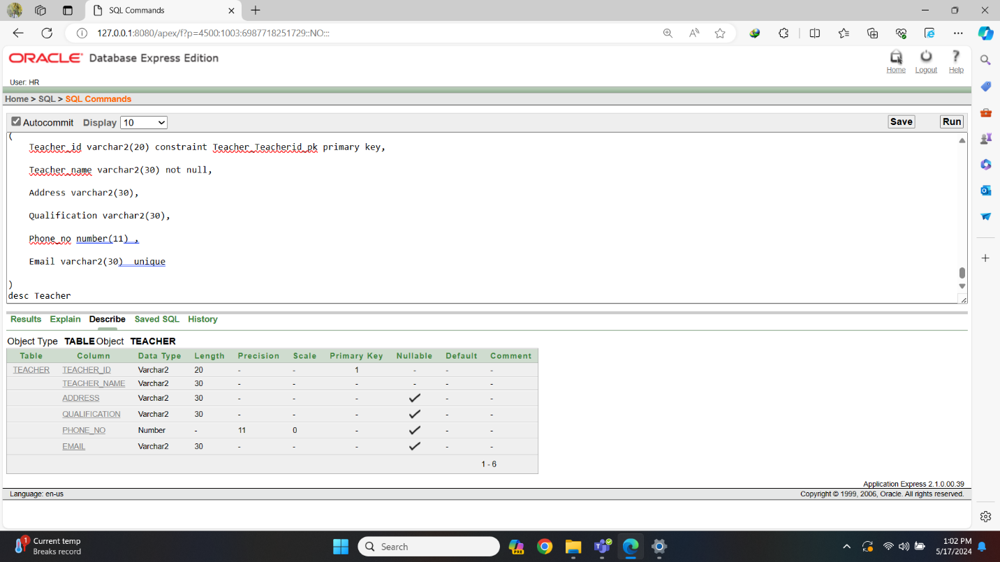 SQL Commands
127.0.0.1:8080/apex/f?p=4500:1003:6987718251729::NO:::
ORACLE Database Express Edition
Home Logout Help
User: HR
Home > SQL > SQL Commands
Autocommit Display 10 Save Run
(
Teacher_id varchar2(20) constraint Teacher_Teacherid_pk primary key,
Teacher_name varchar2(30) not null,
Address varchar2(30),
Qualification varchar2(30),
Phone_no number(11) ,
Email varchar2(30)  unique
)
desc Teacher
Results Explain Describe Saved SQL History
Object Type TABLE Object TEACHER
Table Column Data Type Length Precision Scale Primary Key Nullable Default Comment
TEACHER TEACHER_ID Varchar2 20 - - 1 - - -
TEACHER_NAME Varchar2 30 - - - - - -
ADDRESS Varchar2 30 - - - ✓ - -
QUALIFICATION Varchar2 30 - - - ✓ - -
PHONE_NO Number - 11 0 - ✓ - -
EMAIL Varchar2 30 - - - ✓ - -
1 - 6
Application Express 2.1.0.00.39
Language: en-us Copyright © 1999, 2006, Oracle. All rights reserved.
1 Current temp
Breaks record
Search
PRE
1:02 PM
5/17/2024